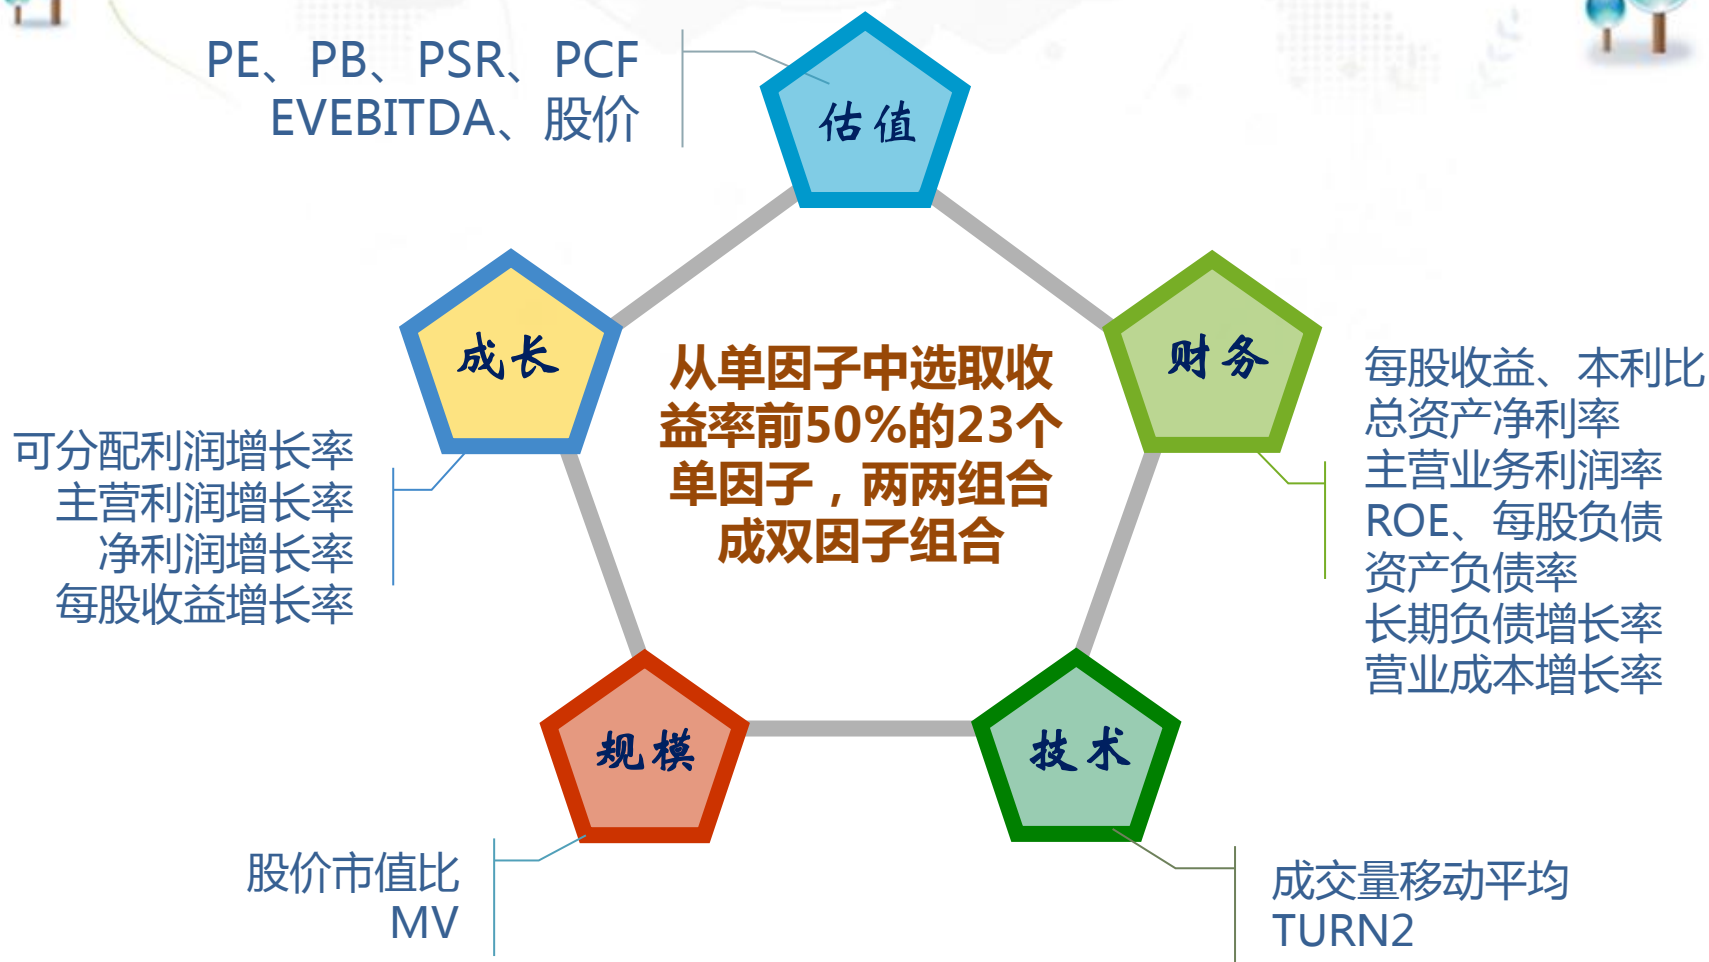 PE、PB、PSR、PCF
EVEBITDA、股价
估值
成长
财务
从单因子中选取收
益率前50%的23个
单因子，两两组合
成双因子组合
可分配利润增长率
主营利润增长率
净利润增长率
每股收益增长率
每股收益、本利比
总资产净利率
主营业务利润率
ROE、每股负债
资产负债率
长期负债增长率
营业成本增长率
规模
技术
股价市值比
MV
成交量移动平均
TURN2